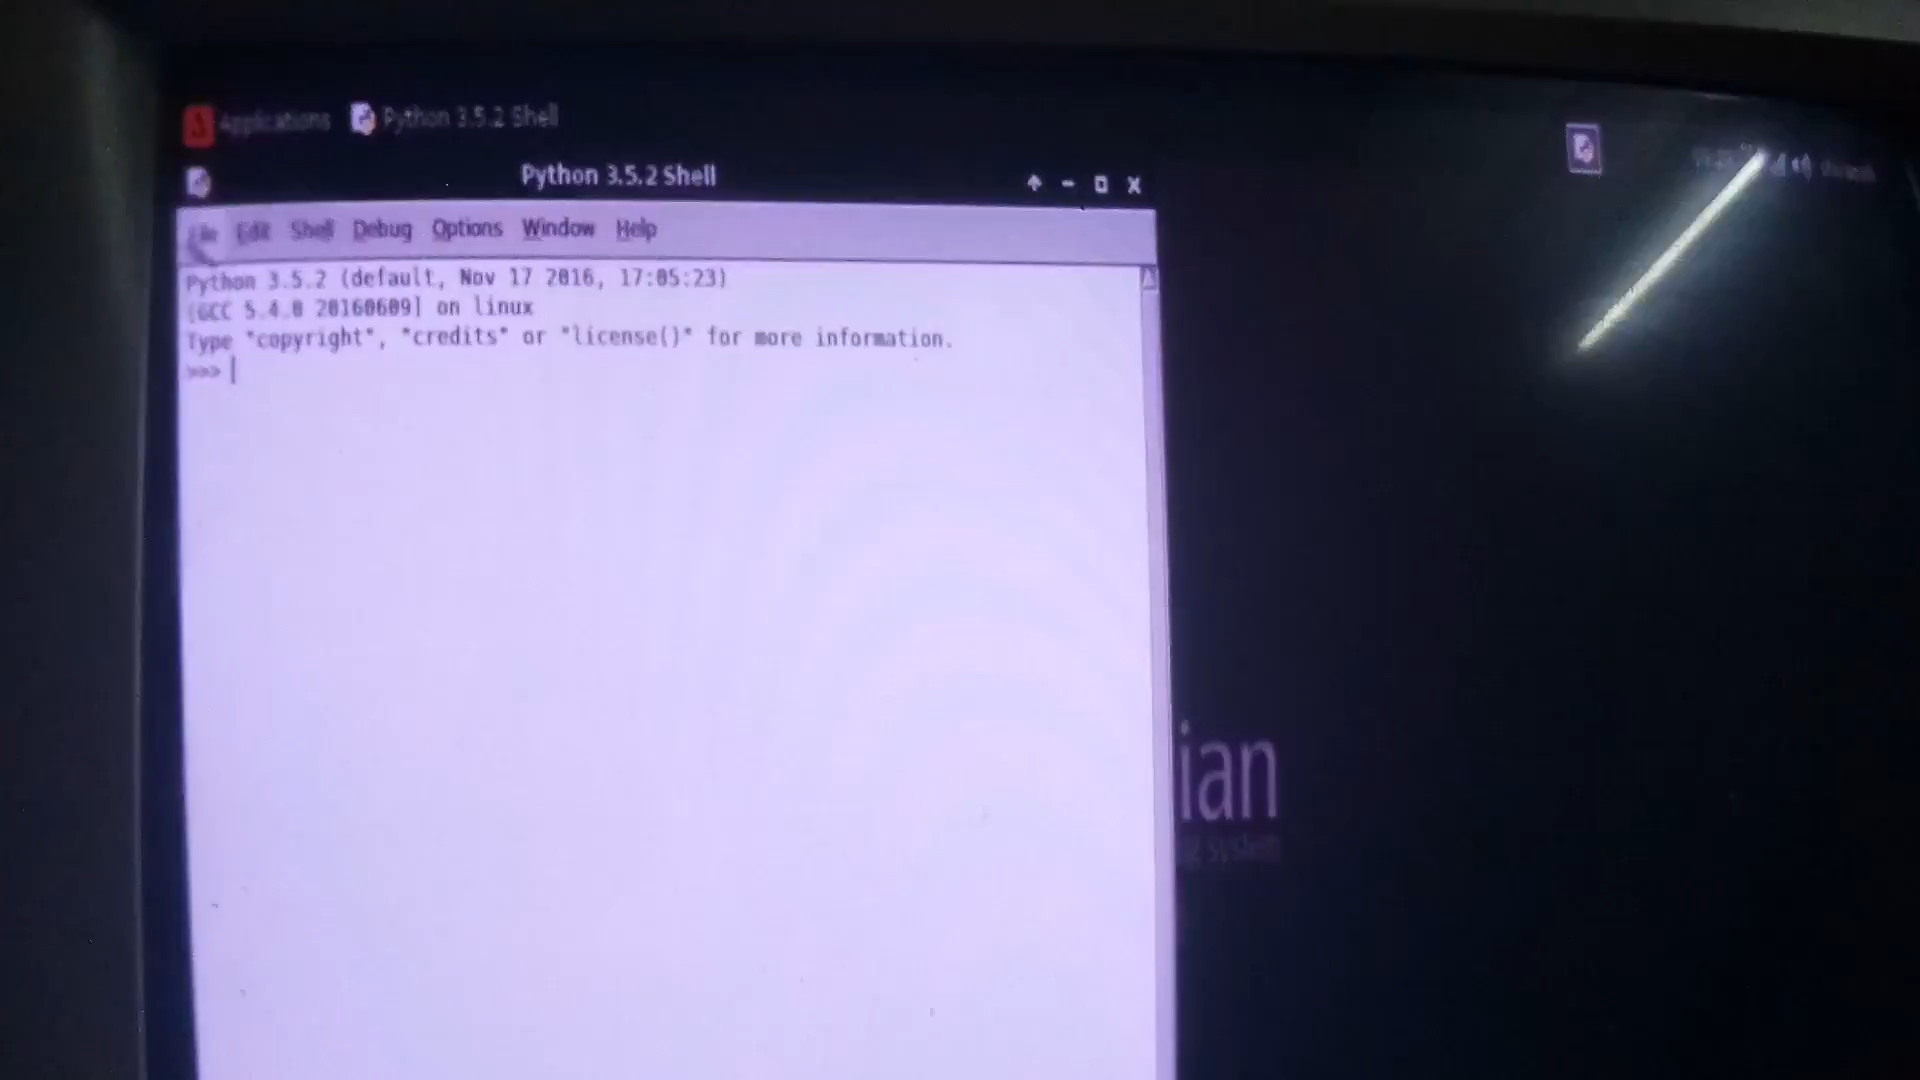 Applications Python 3.5.2 Shell
Python 3.5.2 Shell
File Edit Shell Debug Options Window Help
Python 3.5.2 (default, Nov 17 2016, 17:05:23)
[GCC 5.4.0 20160609] on linux
Type "copyright", "credits" or "license()" for more information.
>>>
ian
system